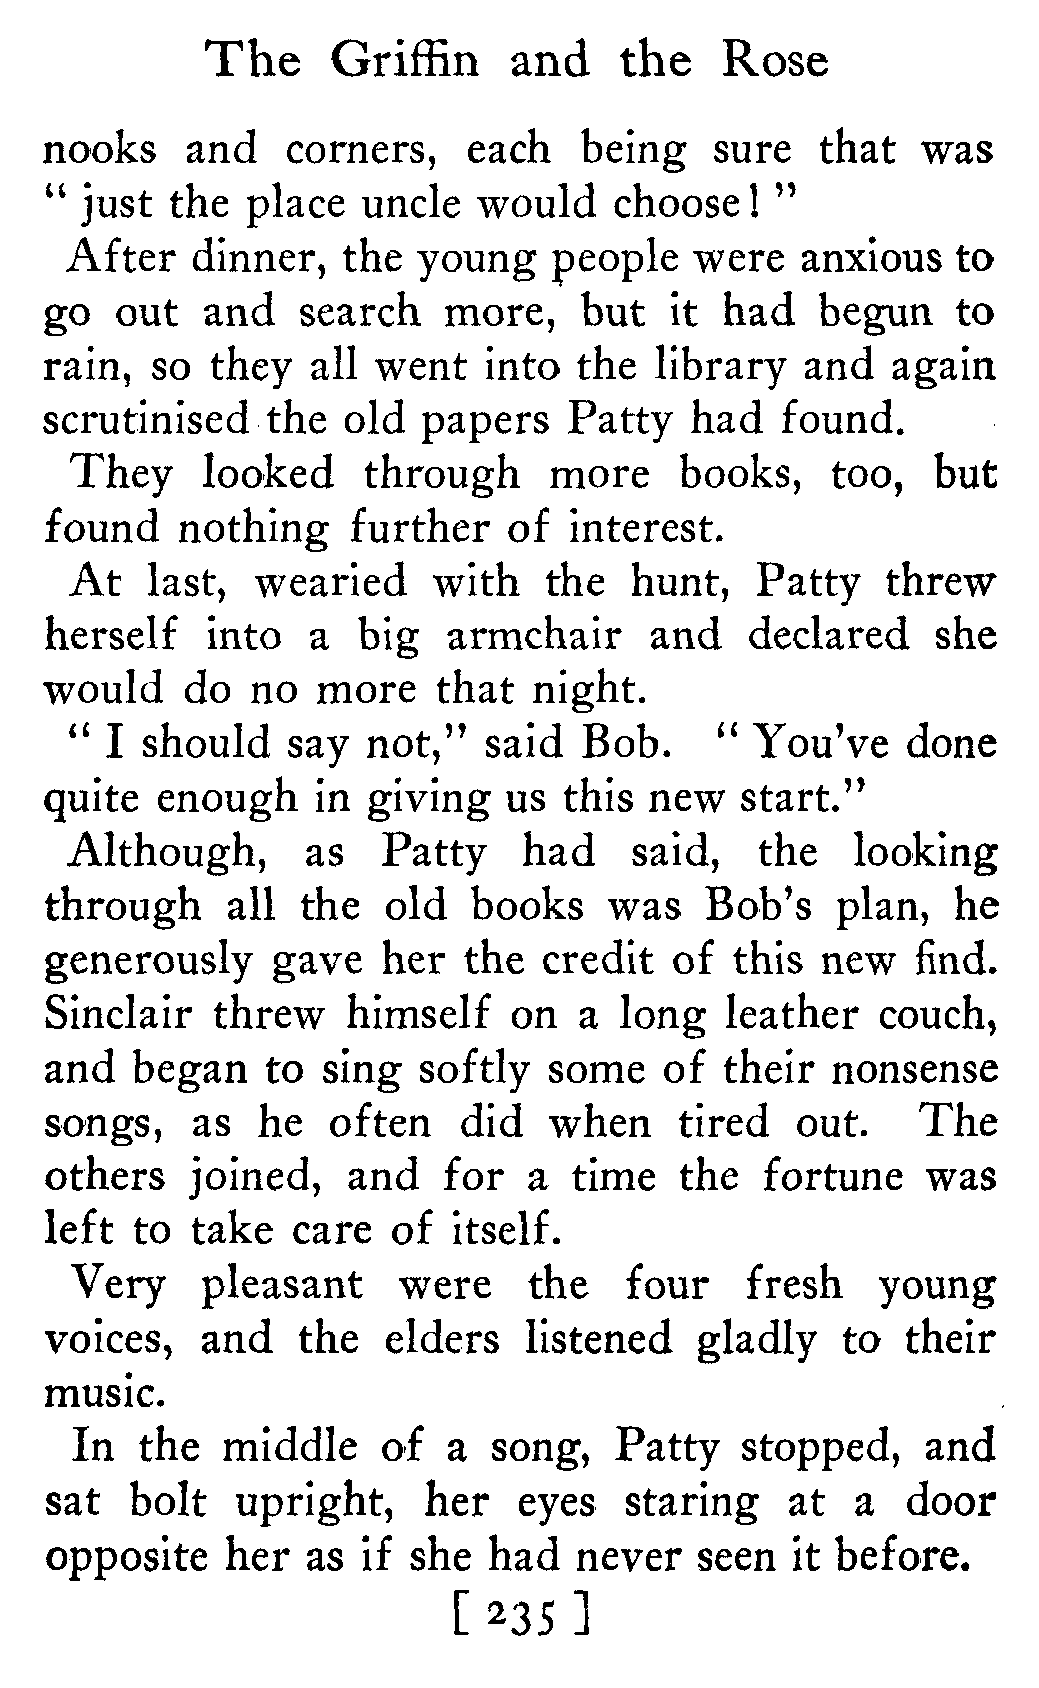 The Griffin and the Rose
nooks and corners, each being sure that was
" just the place uncle would choose! "
After dinner, the young people were anxious to
go out and search more, but it had begun to
rain, so they all went into the library and again
scrutinised the old papers Patty had found.
They looked through more books, too, but
found nothing further of interest.
At last, wearied with the hunt, Patty threw
herself into a big armchair and declared she
would do no more that night.
" I should say not," said Bob. " You've done
quite enough in giving us this new start."
Although, as Patty had said, the looking
through all the old books was Bob's plan, he
generously gave her the credit of this new find.
Sinclair threw himself on a long leather couch,
and began to sing softly some of their nonsense
songs, as he often did when tired out. The
others joined, and for a time the fortune was
left to take care of itself.
Very pleasant were the four fresh young
voices, and the elders listened gladly to their
music.
In the middle of a song, Patty stopped, and
sat bolt upright, her eyes staring at a door
opposite her as if she had never seen it before.
[ 235 ]